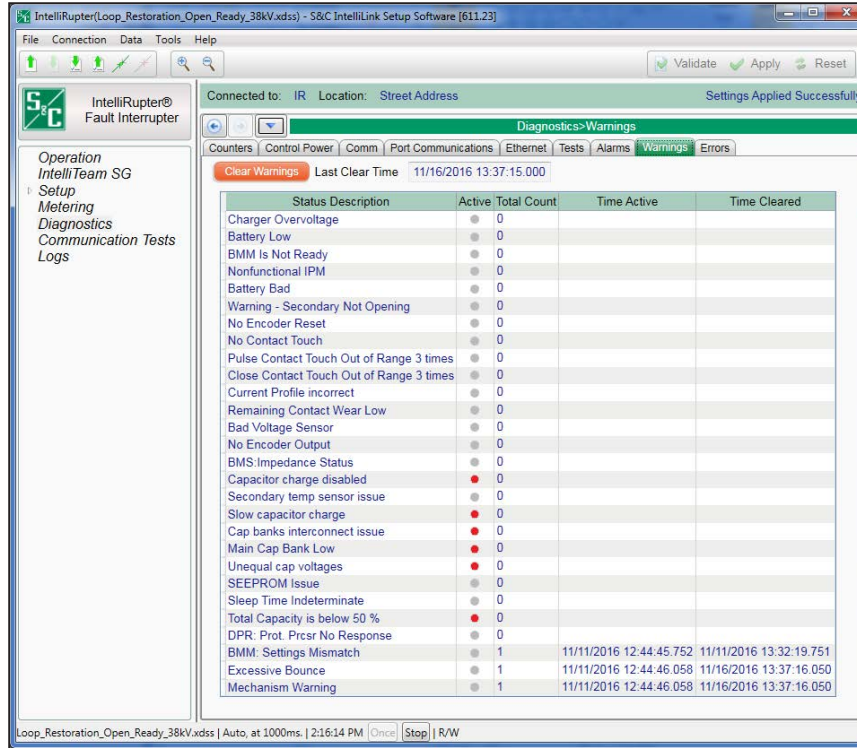 IntelliRupter(Loop_Restoration_Open_Ready_38kV.xdss) - S&C IntelliLink Setup Software [611.23]
File Connection Data Tools Help
Validate Apply Reset
S&C
IntelliRupter®
Fault Interrupter
Connected to: IR Location: Street Address Settings Applied Successfully
Diagnostics>Warnings
Counters Control Power Comm Port Communications Ethernet Tests Alarms Warnings Errors
Clear Warnings Last Clear Time 11/16/2016 13:37:15.000
Operation
IntelliTeam SG
Setup
Metering
Diagnostics
Communication Tests
Logs
Status Description Active Total Count Time Active Time Cleared
Charger Overvoltage 0
Battery Low 0
BMM Is Not Ready 0
Nonfunctional IPM 0
Battery Bad 0
Warning - Secondary Not Opening 0
No Encoder Reset 0
No Contact Touch 0
Pulse Contact Touch Out of Range 3 times 0
Close Contact Touch Out of Range 3 times 0
Current Profile incorrect 0
Remaining Contact Wear Low 0
Bad Voltage Sensor 0
No Encoder Output 0
BMS:Impedance Status 0
Capacitor charge disabled 0
Secondary temp sensor issue 0
Slow capacitor charge 0
Cap banks interconnect issue 0
Main Cap Bank Low 0
Unequal cap voltages 0
SEEPROM Issue 0
Sleep Time Indeterminate 0
Total Capacity is below 50 % 0
DPR: Prot. Prcsr No Response 0
BMM: Settings Mismatch 1 11/11/2016 12:44:45.752 11/11/2016 13:32:19.751
Excessive Bounce 1 11/11/2016 12:44:46.058 11/16/2016 13:37:16.050
Mechanism Warning 1 11/11/2016 12:44:46.058 11/16/2016 13:37:16.050
Loop_Restoration_Open_Ready_38kV.xdss | Auto, at 1000ms. | 2:16:14 PM Once Stop | R/W